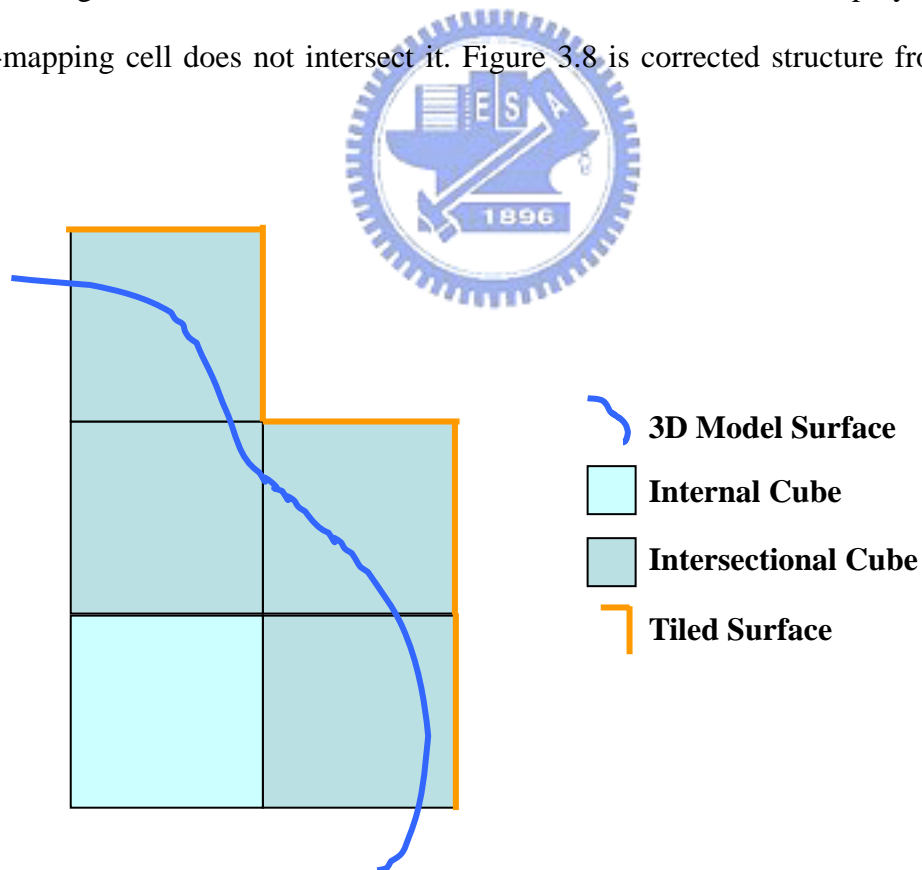 -mapping cell does not intersect it. Figure 3.8 is corrected structure fro
E S A
1896
3D Model Surface
Internal Cube
Intersectional Cube
Tiled Surface